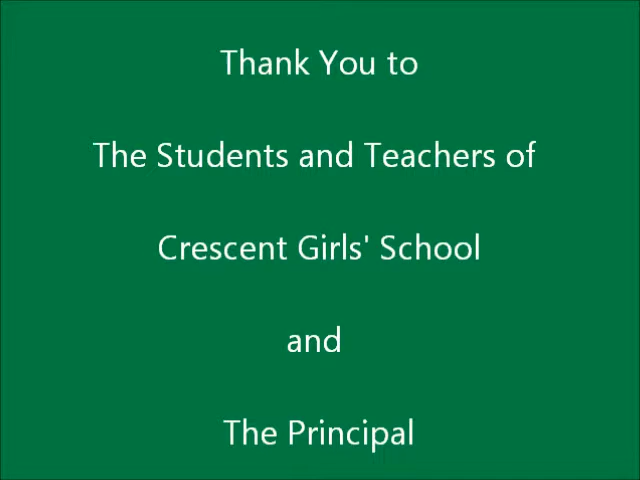 Thank You to
The Students and Teachers of
Crescent Girls' School
and
The Principal